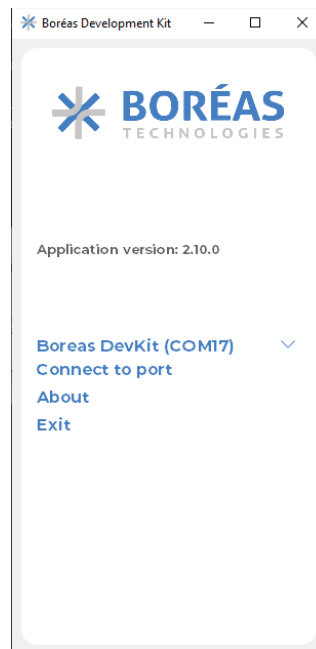 Boréas Development Kit
BORÉAS
TECHNOLOGIES
Application version: 2.10.0
Boreas DevKit (COM17)
Connect to port
About
Exit